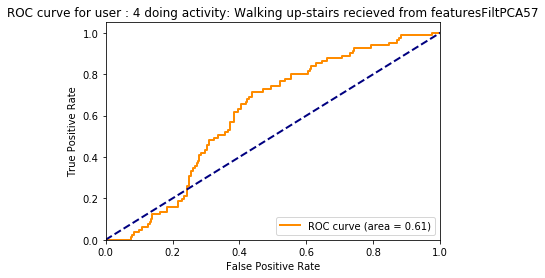 ROC curve for user : 4 doing activity: Walking up-stairs recieved from featuresFiltPCA57
True Positive Rate
1.0
0.8
0.6
0.4
0.2
0.0
ROC curve (area = 0.61)
0.0 0.2 0.4 0.6 0.8 1.0
False Positive Rate